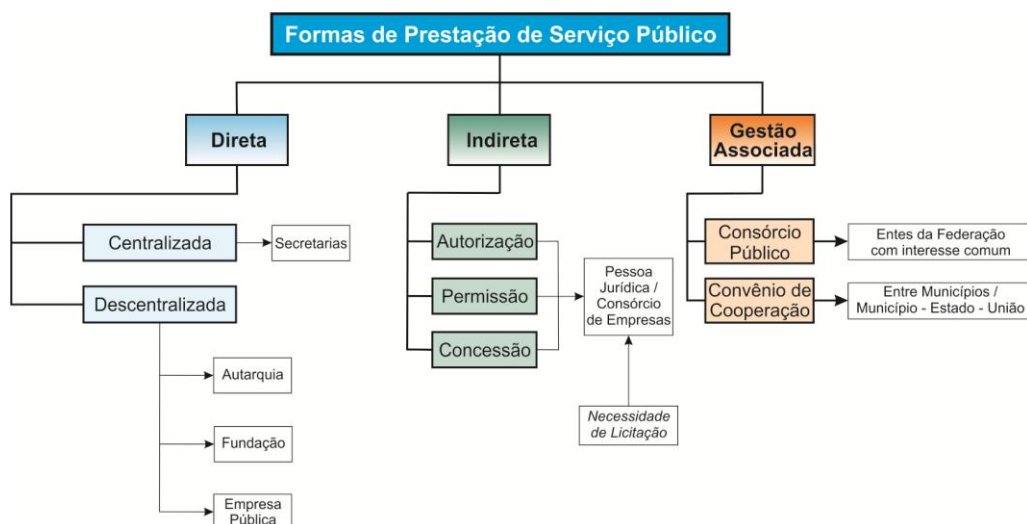 Formas de Prestação de Serviço Público
Direta
Indireta
Gestão
Associada
Centralizada
Secretarias
Descentralizada
Autarquia
Fundação
Empresa
Pública
Autorização
Permissão
Concessão
Pessoa
Jurídica /
Consórcio
de Empresas
Necessidade
de Licitação
Consórcio
Público
Entes da Federação
com interesse comum
Convênio de
Cooperação
Entre Municípios /
Município - Estado - União